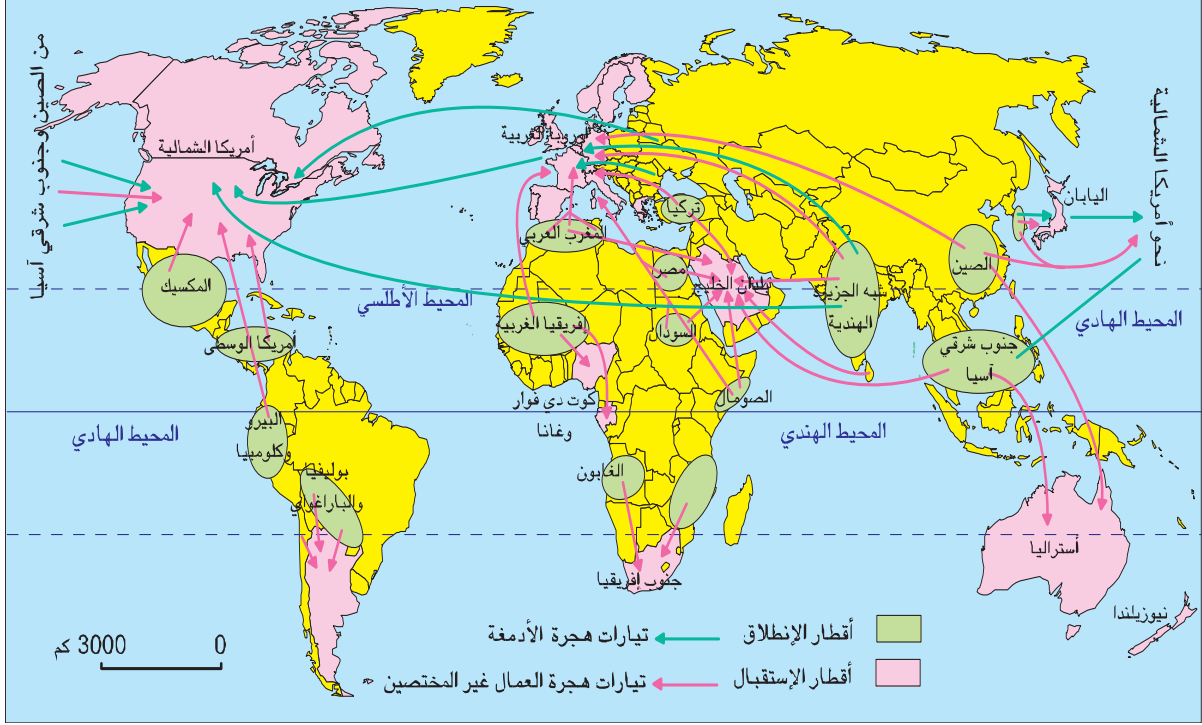 من الصين وجنوب شرقي آسيا
نحو أمريكا الشمالية
أمريكا الشمالية
أوروبا الغربية
اليابان
تركيا
المغرب العربي
مصر
بلدان الخليج
الصين
شبه الجزيرة
الهندية
المكسيك
المحيط الأطلسي
المحيط الهادي
إفريقيا الغربية
السودان
أمريكا الوسطى
جنوب شرقي
آسيا
الصومال
كوت دي فوار
وغانا
البيرو
وكلومبيا
المحيط الهادي
المحيط الهندي
بوليفيا
والباراغواي
الغابون
أستراليا
جنوب إفريقيا
نيوزيلندا
أقطار الإنطلاق
تيارات هجرة الأدمغة
أقطار الإستقبال
تيارات هجرة العمال غير المختصين
0 3000 كم